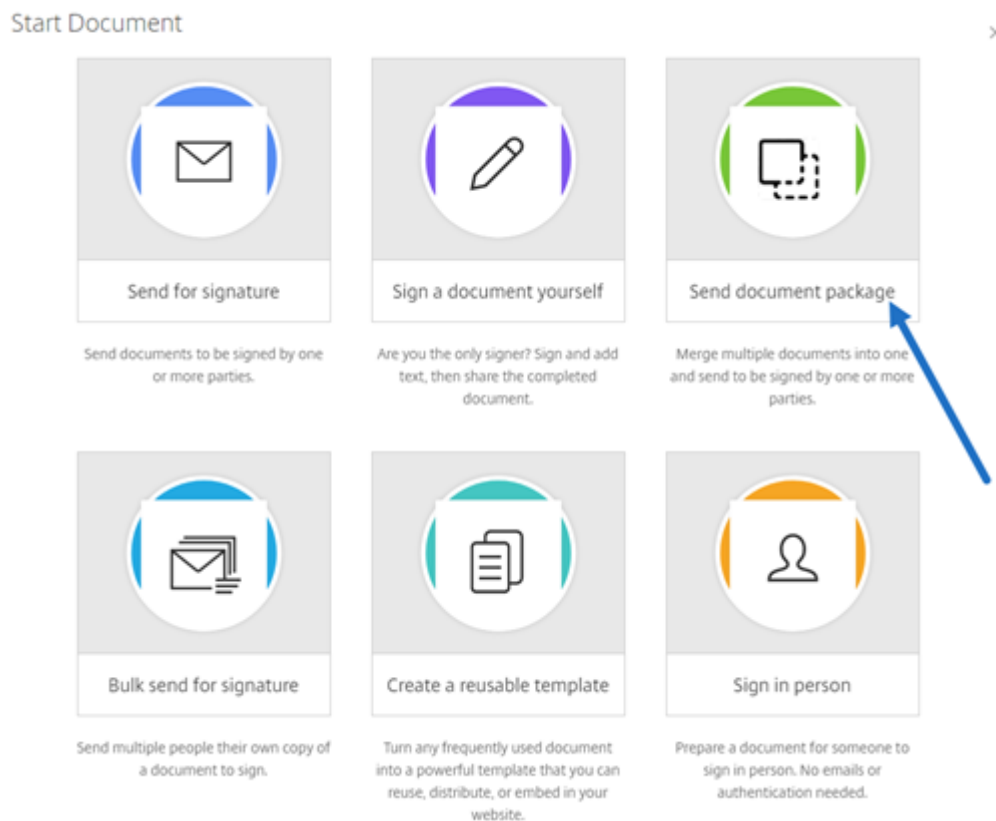 Start Document
Send for signature
Send documents to be signed by one
or more parties.
Sign a document yourself
Are you the only signer? Sign and add
text, then share the completed
document.
Send document package
Merge multiple documents into one
and send to be signed by one or more
parties.
Bulk send for signature
Send multiple people their own copy of
a document to sign.
Create a reusable template
Turn any frequently used document
into a powerful template that you can
reuse, distribute, or embed in your
website.
Sign in person
Prepare a document for someone to
sign in person. No emails or
authentication needed.